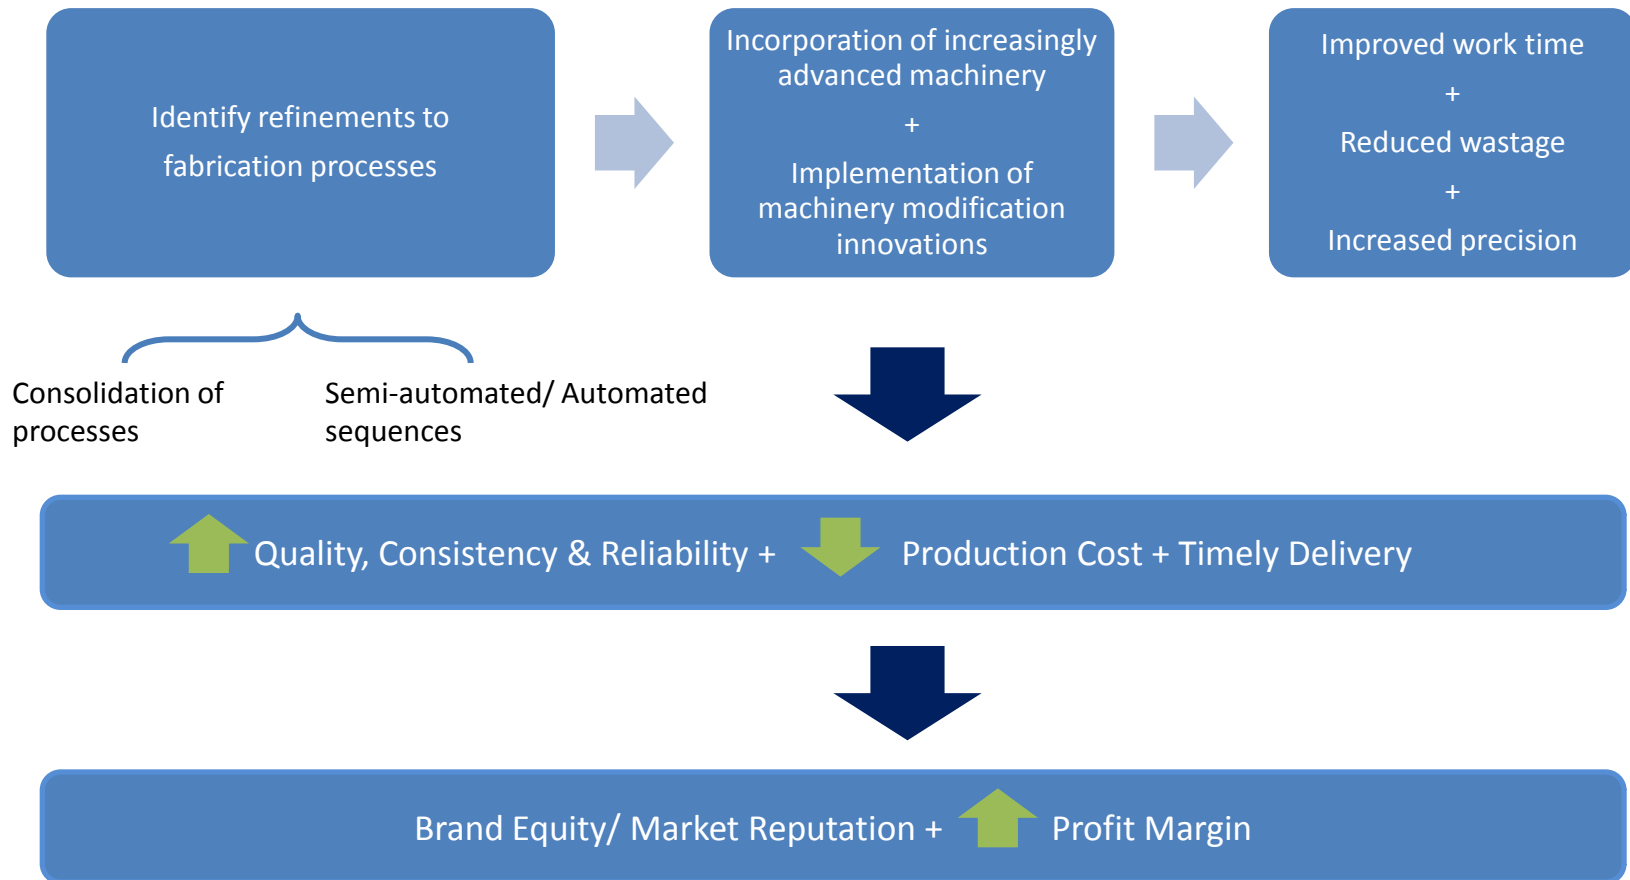 Identify refinements to
fabrication processes
Incorporation of increasingly
advanced machinery
+
Implementation of
machinery modification
innovations
Improved work time
+
Reduced wastage
+
Increased precision
Consolidation of
processes
Semi-automated/ Automated
sequences
Quality, Consistency & Reliability + Production Cost + Timely Delivery
Brand Equity/ Market Reputation + Profit Margin